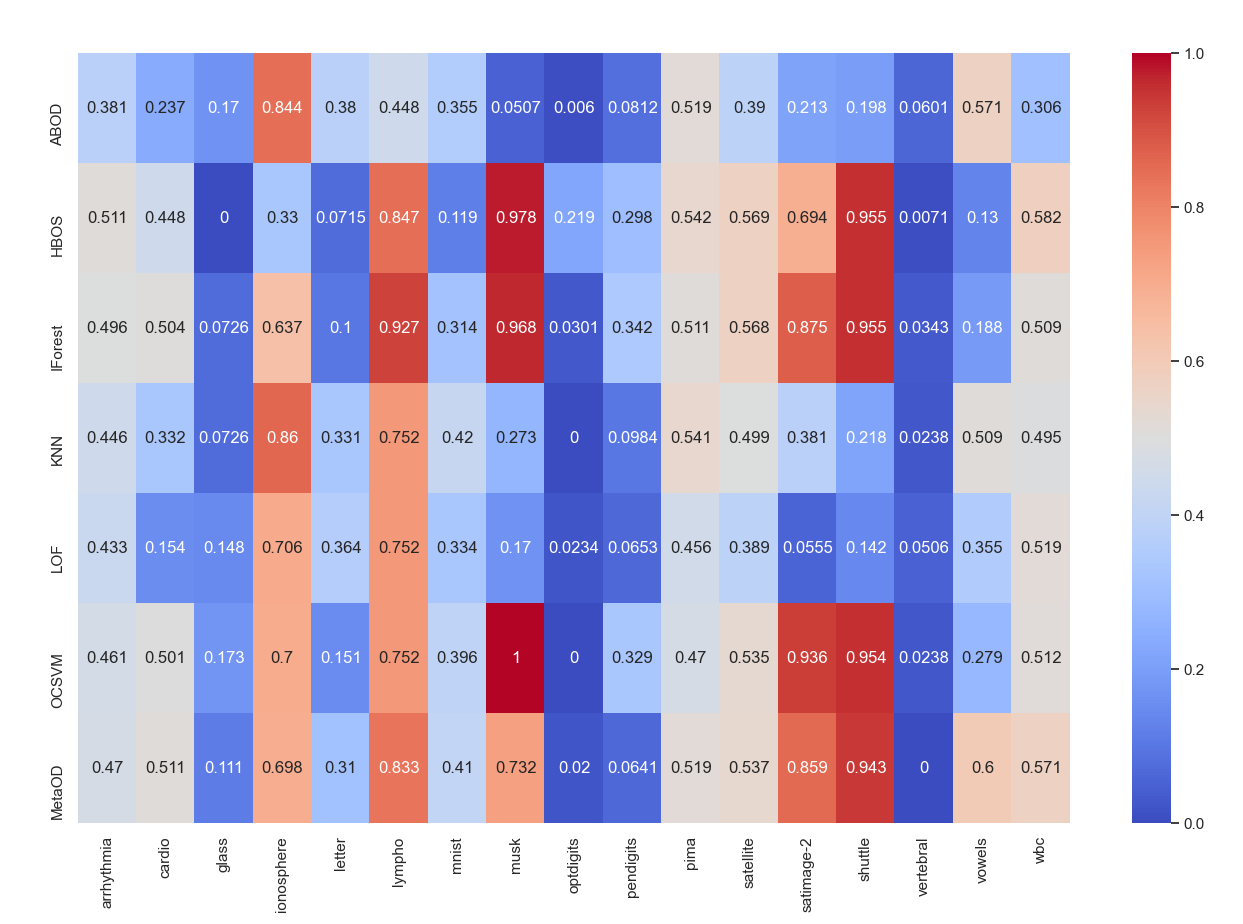 ABOD 0.381 0.237 0.17 0.844 0.38 0.448 0.355 0.0507 0.006 0.0812 0.519 0.39 0.213 0.198 0.0601 0.571 0.306
HBOS 0.511 0.448 0 0.33 0.0715 0.847 0.119 0.978 0.219 0.298 0.542 0.569 0.694 0.955 0.0071 0.13 0.582
IForest 0.496 0.504 0.0726 0.637 0.1 0.927 0.314 0.968 0.0301 0.342 0.511 0.568 0.875 0.955 0.0343 0.188 0.509
KNN 0.446 0.332 0.0726 0.86 0.331 0.752 0.42 0.273 0 0.0984 0.541 0.499 0.381 0.218 0.0238 0.509 0.495
LOF 0.433 0.154 0.148 0.706 0.364 0.752 0.334 0.17 0.0234 0.0653 0.456 0.389 0.0555 0.142 0.0506 0.355 0.519
OCSVM 0.461 0.501 0.173 0.7 0.151 0.752 0.396 1 0 0.329 0.47 0.535 0.936 0.954 0.0238 0.279 0.512
MetaOD 0.47 0.511 0.111 0.698 0.31 0.833 0.41 0.732 0.02 0.0641 0.519 0.537 0.859 0.943 0 0.6 0.571
arrhythmia cardio glass ionosphere letter lympho mnist musk optdigits pendigits pima satellite satimage-2 shuttle vertebral vowels wbc
1.0
0.8
0.6
0.4
0.2
0.0